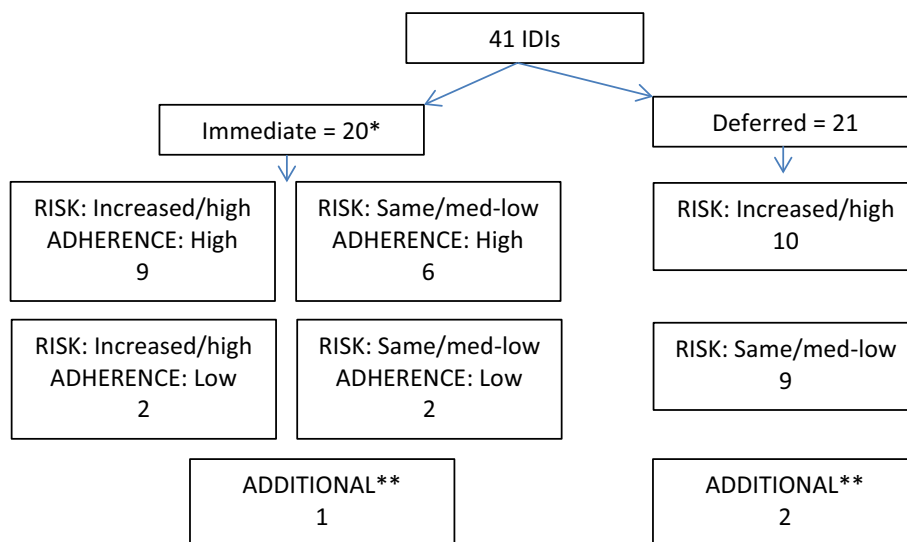 41 IDIs
Immediate = 20*
Deferred = 21
RISK: Increased/high
ADHERENCE: High
9
RISK: Same/med-low
ADHERENCE: High
6
RISK: Increased/high
10
RISK: Increased/high
ADHERENCE: Low
2
RISK: Same/med-low
ADHERENCE: Low
2
RISK: Same/med-low
9
ADDITIONAL**
1
ADDITIONAL**
2